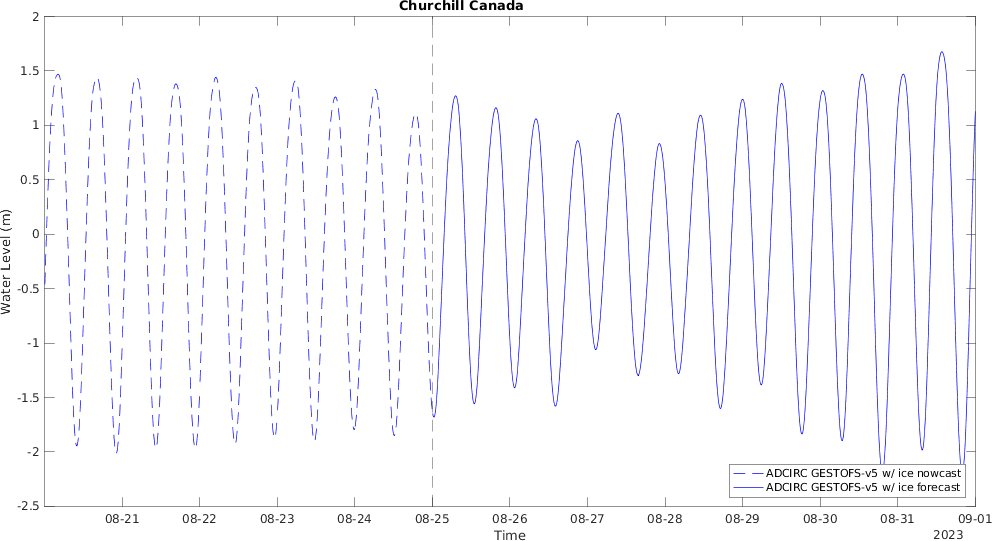 Churchill Canada
2
1.5
1
0.5
0
-0.5
-1
-1.5
-2
-2.5
Water Level (m)
ADCIRC GESTOFS-v5 w/ ice nowcast
ADCIRC GESTOFS-v5 w/ ice forecast
08-21 08-22 08-23 08-24 08-25 08-26 08-27 08-28 08-29 08-30 08-31 09-01
Time
2023